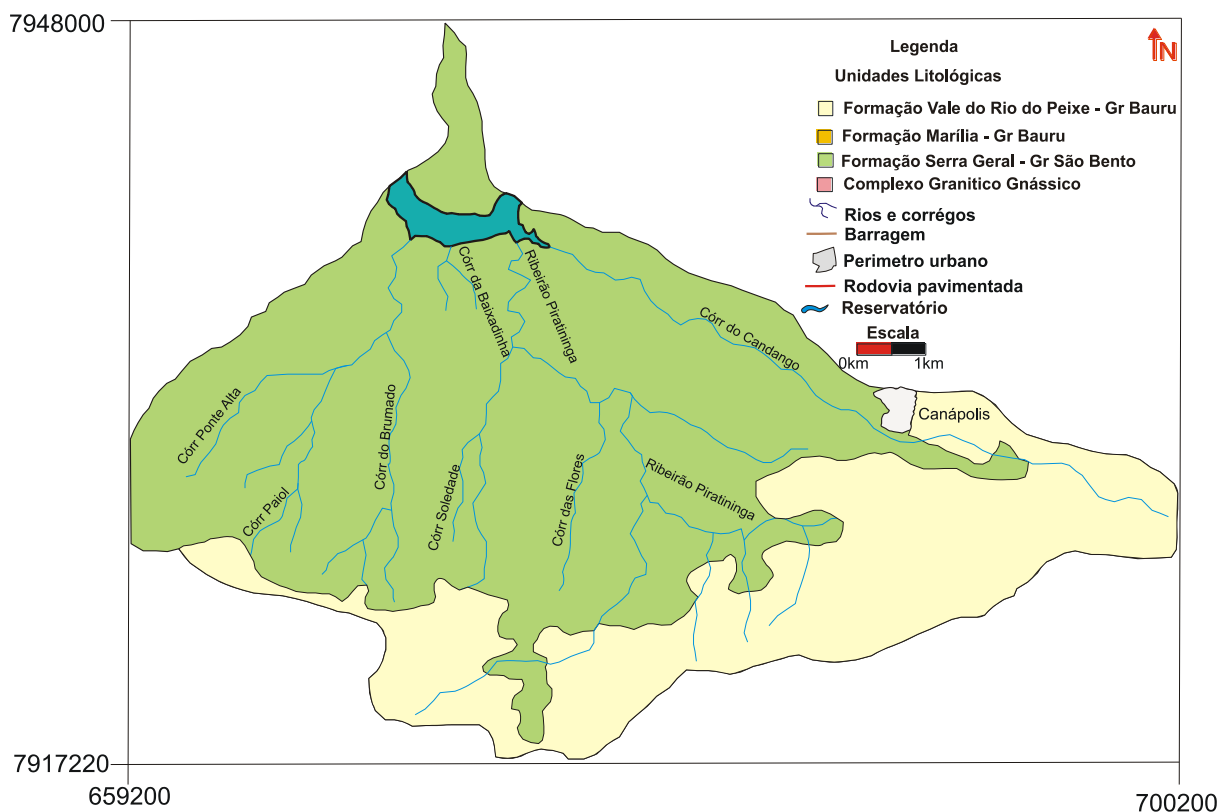 7948000
N
Legenda
Unidades Litológicas
Formação Vale do Rio do Peixe - Gr Bauru
Formação Marília - Gr Bauru
Formação Serra Geral - Gr São Bento
Complexo Granitico Gnássico
Rios e corrégos
Barragem
Perimetro urbano
Rodovia pavimentada
Reservatório
Escala
0km 1km
Córr da Baixadinha
Ribeirão Piratininga
Córr do Candango
Canápolis
Córr Ponte Alta
Córr do Brumado
Córr Paiol
Córr Soledade
Córr das Flores
Ribeirão Piratininga
7917220
659200
700200